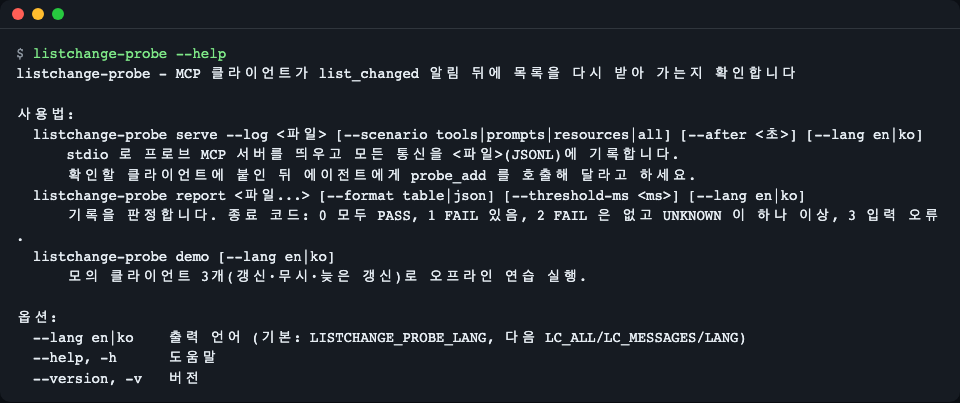 $ listchange-probe --help
listchange-probe - MCP 클라이언트가 list_changed 알림 뒤에 목록을 다시 받아 가는지 확인합니다
사용법:
listchange-probe serve --log <파일> [--scenario tools|prompts|resources|all] [--after <초>] [--lang en|ko]
stdio 로 프로브 MCP 서버를 띄우고 모든 통신을 <파일>(JSONL)에 기록합니다.
확인할 클라이언트에 붙인 뒤 에이전트에게 probe_add 를 호출해 달라고 하세요.
listchange-probe report <파일...> [--format table|json] [--threshold-ms <ms>] [--lang en|ko]
기록을 판정합니다. 종료 코드: 0 모두 PASS, 1 FAIL 있음, 2 FAIL 은 없고 UNKNOWN 이 하나 이상, 3 입력 오류
.
listchange-probe demo [--lang en|ko]
모의 클라이언트 3개(갱신·무시·늦은 갱신)로 오프라인 연습 실행.
옵션:
--lang en|ko 출력 언어 (기본: LISTCHANGE_PROBE_LANG, 다음 LC_ALL/LC_MESSAGES/LANG)
--help, -h 도움말
--version, -v 버전